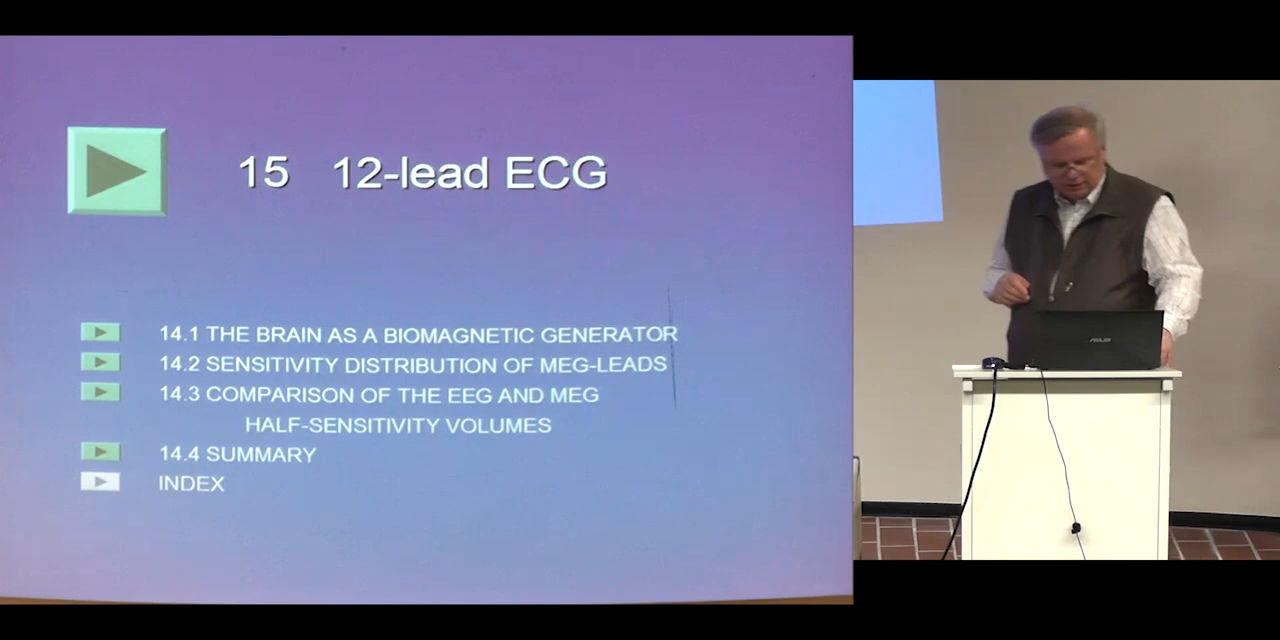 15 12-lead ECG
14.1 THE BRAIN AS A BIOMAGNETIC GENERATOR
14.2 SENSITIVITY DISTRIBUTION OF MEG-LEADS
14.3 COMPARISON OF THE EEG AND MEG
HALF-SENSITIVITY VOLUMES
14.4 SUMMARY
INDEX
ASUS